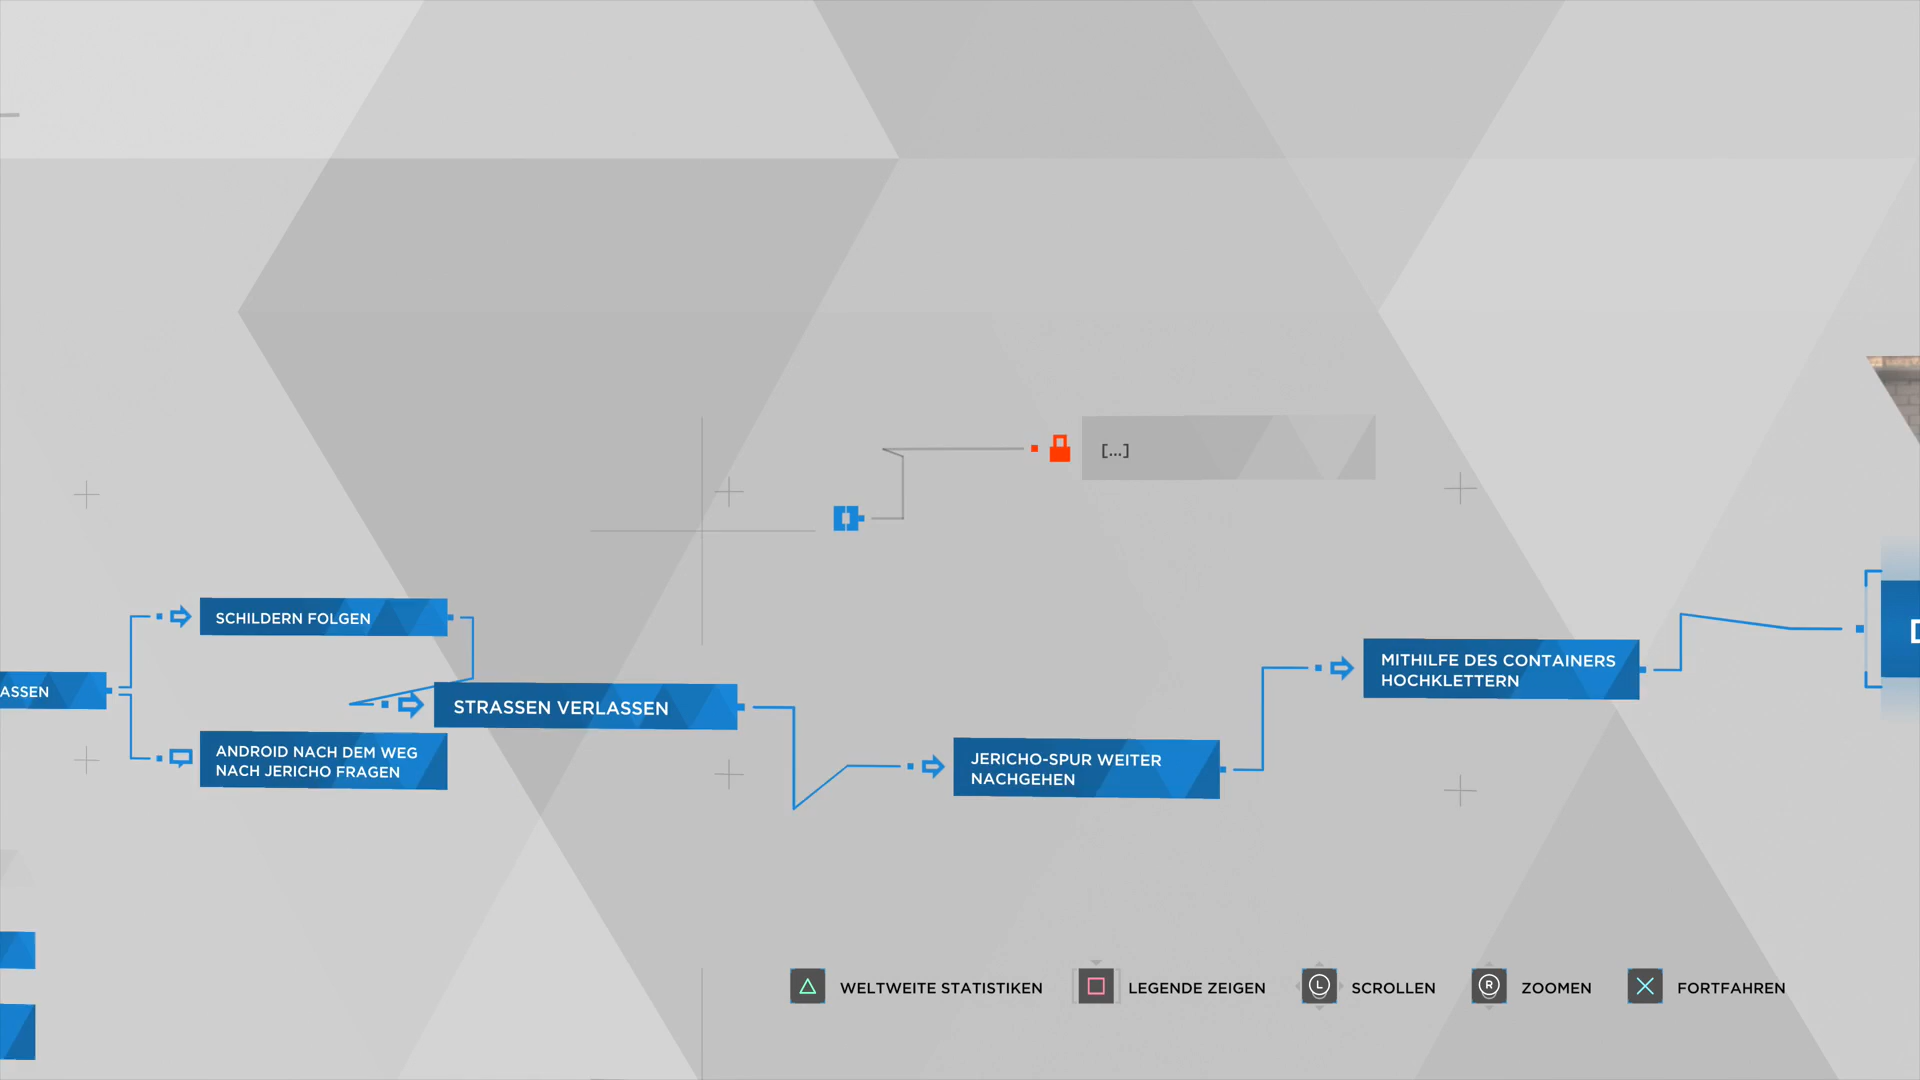 [...]
SCHILDERN FOLGEN
ASSEN
STRASSEN VERLASSEN
ANDROID NACH DEM WEG
NACH JERICHO FRAGEN
JERICHO-SPUR WEITER
NACHGEHEN
MITHILFE DES CONTAINERS
HOCHKLETTERN
WELTWEITE STATISTIKEN
LEGENDE ZEIGEN
L
SCROLLEN
R
ZOOMEN
FORTFAHREN